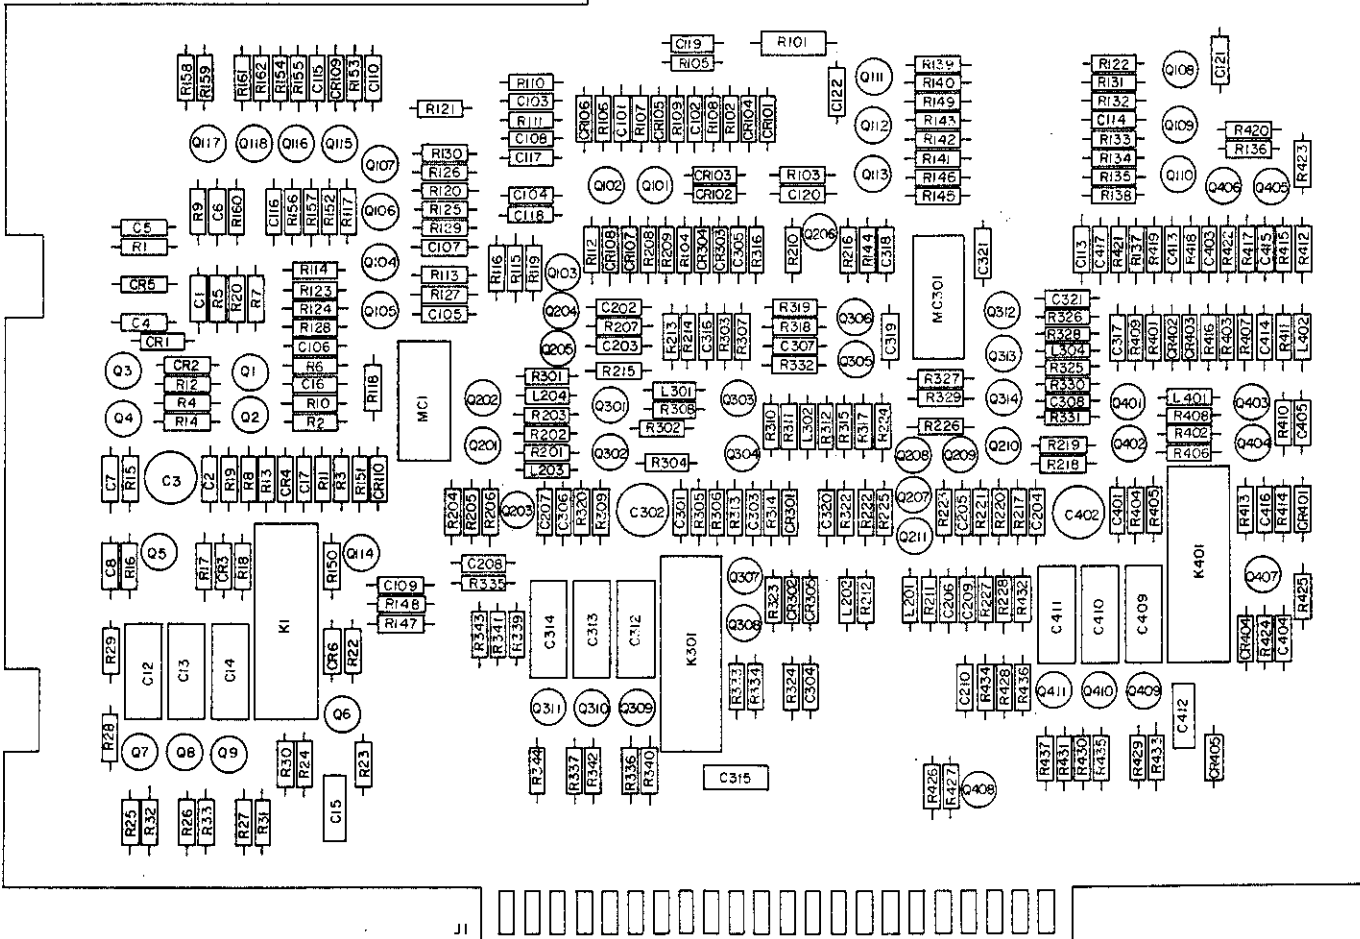 C119 R101
R105
R158 R159 R161 R162 R154 R155 C115 CR109 R153 C110
R121
R110
C103
R111
C108
C117
CR106 R106 C101 R107 CR105 R109 C102 R108 R102 CR104 CR101
C122
Q111
Q112
Q113
R139
R140
R149
R143
R142
R141
R146
R145
R122
R131
R132
C114
R133
R134
R135
R138
Q108
Q109
Q110
C121
R420
R136
R423
Q406 Q405
Q117 Q118 Q116 Q115
Q107
Q106
Q104
Q105
R130
R126
R120
R125
R129
C107
R113
R127
C105
C104
C118
Q102 Q101
CR103
CR102
R103
C120
R9 C6 R160 C116 R156 R157 R152 R117
C5
R1
CR5
C4
CR1
C1 R5 R20 R7
R114
R123
R124
R128
C106
R6
C16
R10
R2
R116 R115 R119
Q103
Q204
Q205
R112 CR108 CR107 R208 R209 R104 CR304 CR303 C305 R316
R210
Q206
R216 R144 C318
MC301
C321
C113 C417 R421 R137 R419 C413 R418 C403 R422 R417 C415 R415 R412
C202
R207
C203
R215
R213 R214 C316 R303 R307
R319
R318
C307
R332
Q306
Q305
C319
Q312
Q313
Q314
Q210
C321
R326
R328
L304
R325
R330
C308
R331
C317 R409 R401 CR402 CR403 R416 R403 R407 C414 R411 L402
Q3
Q4
CR2
R12
R4
R14
Q1
Q2
R118
MC1
Q202
Q201
R301
L204
R203
R202
R201
L203
Q301
Q302
L301
R308
R302
R304
Q303
Q304
R310 R311 L302 R312 R315 R317 R224
R327
R329
R226
Q208 Q209
R219
R218
Q401
Q402
L401
R408
R402
R406
Q403
Q404
R410 C405
C7 R15
C3
C2 R19 R8 R13 CR4 C17 R11 R3 R151 CR110
R204 R205 R206
Q203
C207 C306 R320 R309
C302
C301 R305 R306 R313 C303 R314 CR301
C320 R322 R222 R225
Q207
Q211
R223 C205 R221 R220 R217 C204
C402
C401 R404 R405
K401
R413 C416 R414 CR401
C8 R16
Q5
R17 CR3 R18
K1
R150
Q114
C109
R148
R147
C208
R335
R343 R341 R339
C314 C313 C312
K301
Q307
Q308
R323 CR302 CR305
L202 R212
L201 R211 C206 C209 R227 R228 R432
C411 C410 C409
Q407
R425
CR404 R424 C404
R29
C12 C13 C14
CR6 R22
Q6
R28
Q7 Q8 Q9
R30 R24
R23
Q311 Q310 Q309
R333 R334
R324 C304
C210 R434 R428 R436
Q411 Q410 Q409
C412
R344 R337 R342 R336 R340
C315
R426 R427
Q408
R437 R431 R430 R435
R429 R433
CR405
R25 R32 R26 R33 R27 R31
C15
J1